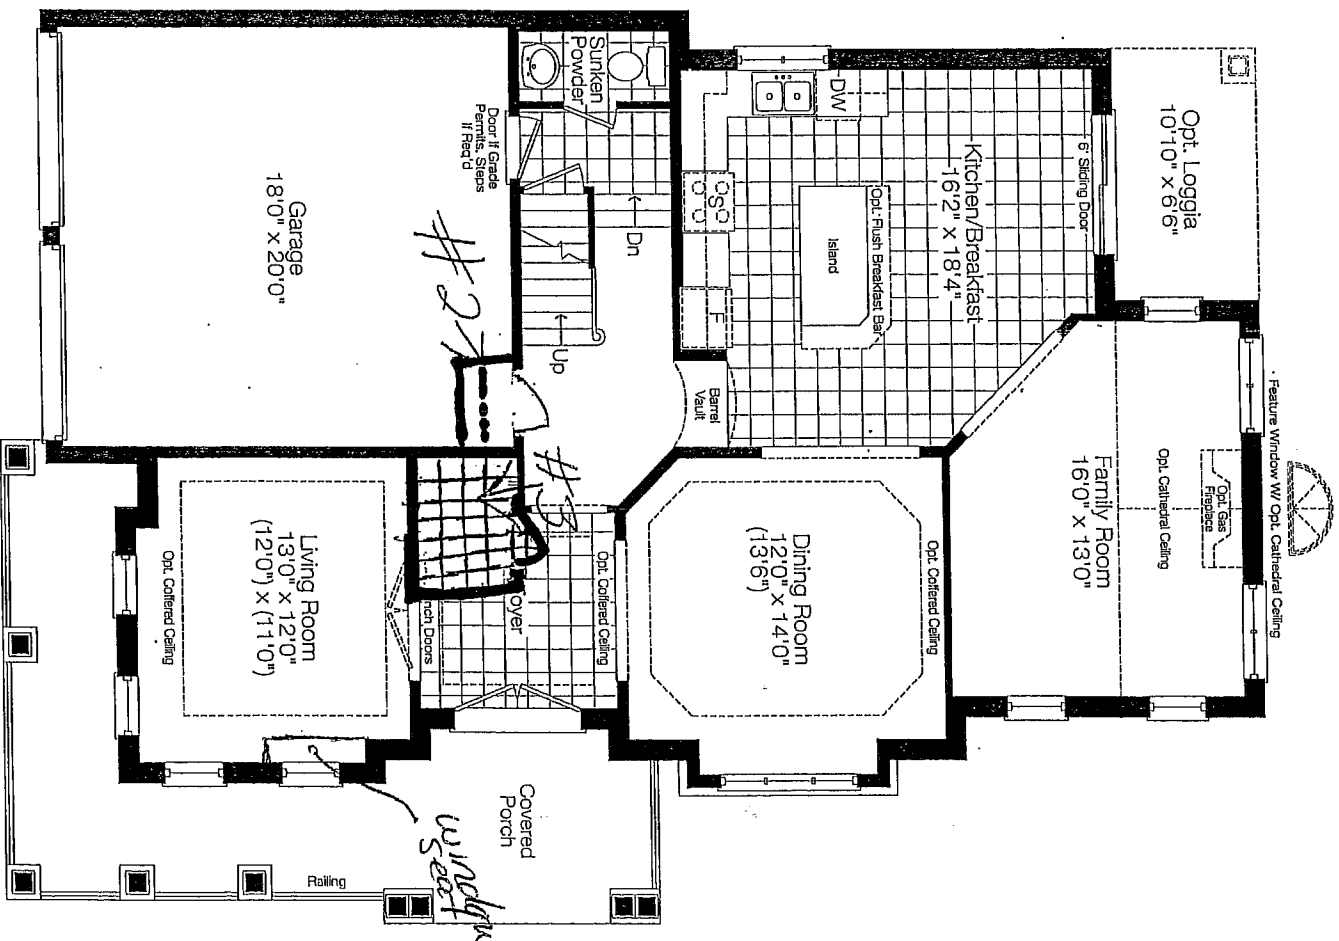 Opt. Loggia
10'10" x 6'6"
6' Sliding Door
Feature Window W/ Opt. Cathedral Ceiling
Opt. Gas
Fireplace
Opt. Cathedral Ceiling
Family Room
16'0" x 13'0"
Kitchen/Breakfast
16'2" x 18'4"
Opt. Flush Breakfast Bar
Island
DW
S
F
Barrel
Vault
Opt. Coffered Ceiling
Dining Room
12'0" x 14'0"
(13'6")
Sunken
Powder
Dn
Up
Door If Grade
Permits. Steps
If Req'd
Garage
18'0" x 20'0"
#2
#3
Opt. Coffered Ceiling
oyer
nch Doors
Living Room
13'0" x 12'0"
(12'0") x (11'0")
Opt. Coffered Ceiling
Covered
Porch
window
seat
Railing